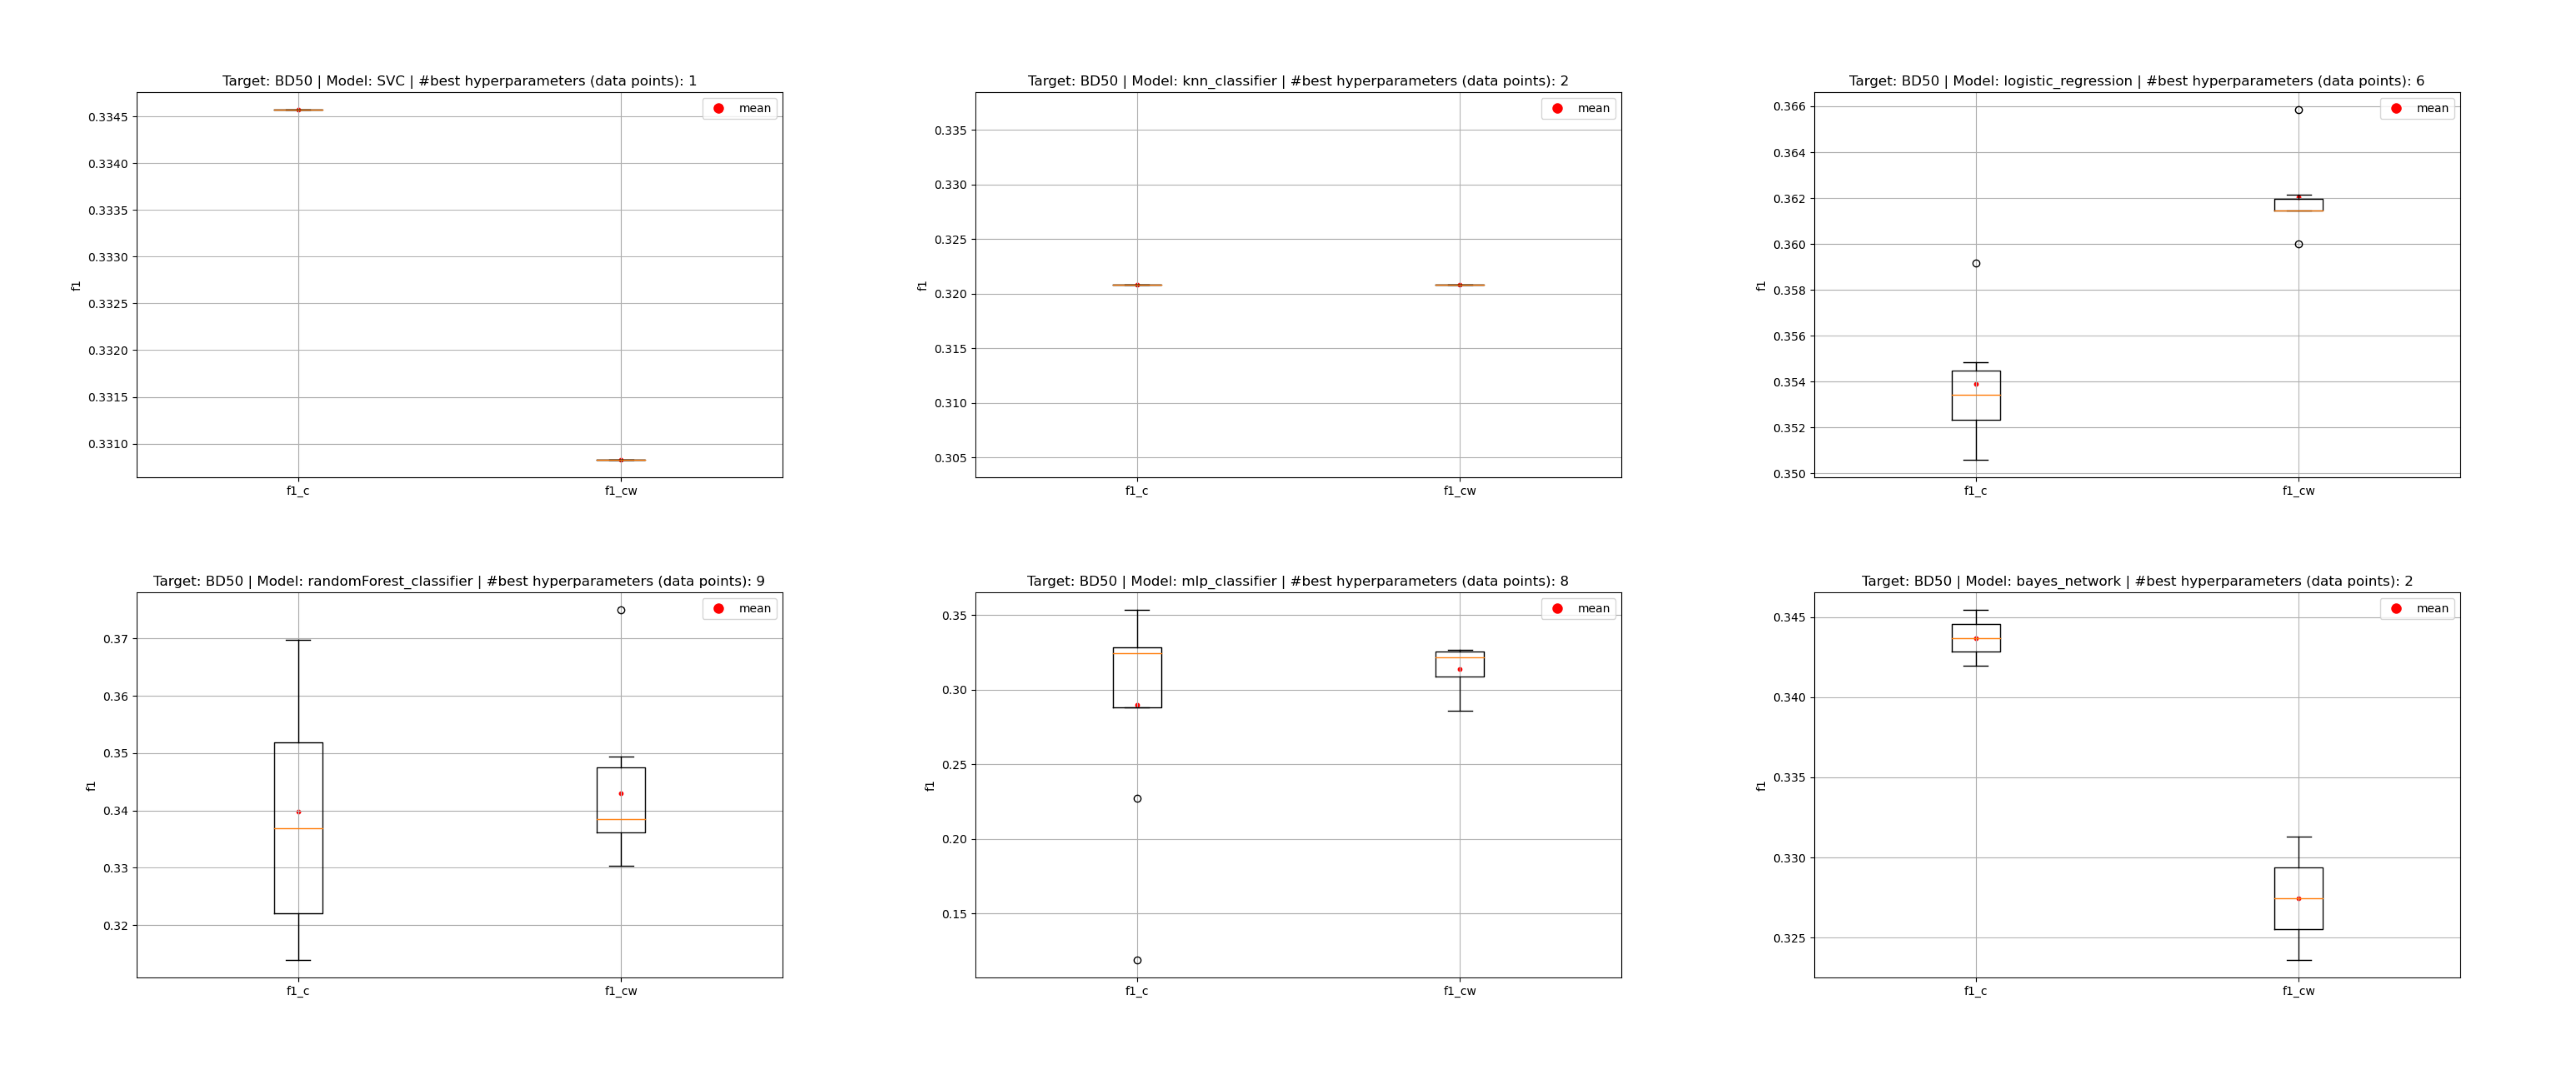 Target: BD50 | Model: SVC | #best hyperparameters (data points): 1
mean
0.3345
0.3340
0.3335
0.3330
0.3325
0.3320
0.3315
0.3310
f1
f1_c f1_cw
Target: BD50 | Model: knn_classifier | #best hyperparameters (data points): 2
mean
0.335
0.330
0.325
0.320
0.315
0.310
0.305
f1
f1_c f1_cw
Target: BD50 | Model: logistic_regression | #best hyperparameters (data points): 6
mean
0.366
0.364
0.362
0.360
0.358
0.356
0.354
0.352
0.350
f1
f1_c f1_cw
Target: BD50 | Model: randomForest_classifier | #best hyperparameters (data points): 9
mean
0.37
0.36
0.35
0.34
0.33
0.32
f1
f1_c f1_cw
Target: BD50 | Model: mlp_classifier | #best hyperparameters (data points): 8
mean
0.35
0.30
0.25
0.20
0.15
f1
f1_c f1_cw
Target: BD50 | Model: bayes_network | #best hyperparameters (data points): 2
mean
0.345
0.340
0.335
0.330
0.325
f1
f1_c f1_cw